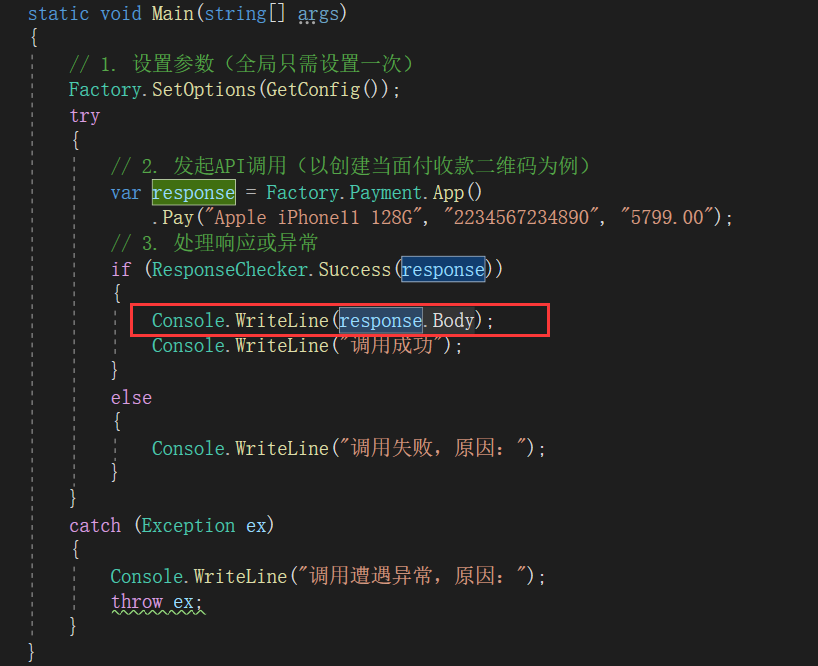 static void Main(string[] args)
{
// 1. 设置参数（全局只需设置一次）
Factory.SetOptions(GetConfig());
try
{
// 2. 发起API调用（以创建当面付收款二维码为例）
var response = Factory.Payment.App()
.Pay("Apple iPhone11 128G", "2234567234890", "5799.00");
// 3. 处理响应或异常
if (ResponseChecker.Success(response))
{
Console.WriteLine(response.Body);
Console.WriteLine("调用成功");
}
else
{
Console.WriteLine("调用失败，原因：");
}
}
catch (Exception ex)
{
Console.WriteLine("调用遭遇异常，原因：");
throw ex;
}
}